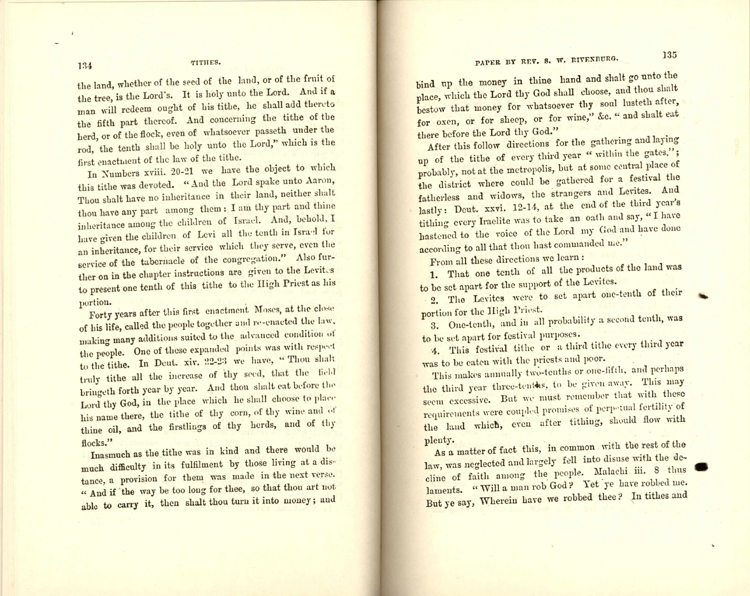 134
TITHES.
the land, whether of the seed of the land, or of the fruit of
the tree, is the Lord's. It is holy unto the Lord. And if a
man will redeem ought of his tithe, he shall add thereto
the fifth part thereof. And concerning the tithe of the
herd, or of the flock, even of whatsoever passeth under the
rod, the tenth shall be holy unto the Lord," which is the
first enactment of the law of the tithe.
In Numbers xviii. 20-21 we have the object to which
this tithe was devoted. "And the Lord spake unto Aaron,
Thou shalt have no inheritance in their land, neither shalt
thou have any part among them: I am thy part and thine
inheritance among the children of Israel. And, behold, I
have given the children of Levi all the tenth in Israel for
an inheritance, for their service which they serve, even the
service of the tabernacle of the congregation." Also fur-
ther on in the chapter instructions are given to the Levites
to present one tenth of this tithe to the High Priest as his
portion.
Forty years after this first enactment Moses, at the close
of his life, called the people together and re-enacted the law,
making many additions suited to the advanced condition of
the people. One of these expanded points was with respect
to the tithe. In Deut. xiv. 22-23 we have, "Thou shalt
truly tithe all the increase of thy seed, that the field
bringeth forth year by year. And thou shalt eat before the
Lord thy God, in the place which he shall choose to place
his name there, the tithe of thy corn, of thy wine and of
thine oil, and the firstlings of thy herds, and of thy
flocks."
Inasmuch as the tithe was in kind and there would be
much difficulty in its fulfilment by those living at a dis-
tance, a provision for them was made in the next verse.
"And if the way be too long for thee, so that thou art not
able to carry it, then shalt thou turn it into money; and
PAPER BY REV. S. W. RIVENBURG.
135
bind up the money in thine hand and shalt go unto the
place, which the Lord thy God shall choose, and thou shalt
bestow that money for whatsoever thy soul lusteth after,
for oxen, or for sheep, or for wine," &c. "and shalt eat
there before the Lord thy God."
After this follow directions for the gathering and laying
up of the tithe of every third year "within the gates,";
probably, not at the metropolis, but at some central place of
the district where could be gathered for a festival the
fatherless and widows, the strangers and Levites. And
lastly: Deut. xxvi. 12-14, at the end of the third year's
tithing every Iraelite was to take an oath and say, "I have
hastened to the voice of the Lord my God and have done
according to all that thou hast commanded me."
From all these directions we learn:
1. That one tenth of all the products of the land was
to be set apart for the support of the Levites.
2. The Levites were to set apart one-tenth of their
portion for the High Priest.
3. One-tenth, and in all probability a second tenth, was
to be set apart for festival purposes.
4. This festival tithe or a third tithe every third year
was to be eaten with the priests and poor.
This makes annually two-tenths or one-fifth, and perhaps
the third year three-tenths, to be given away. This may
seem excessive. But we must remember that with these
requirements were coupled promises of perpetual fertility of
the land which, even after tithing, should flow with
plenty.
As a matter of fact this, in common with the rest of the
law, was neglected and largely fell into disuse with the de-
cline of faith among the people. Malachi iii. 8 thus
laments. "Will a man rob God? Yet ye have robbed me.
But ye say, Wherein have we robbed thee? In tithes and